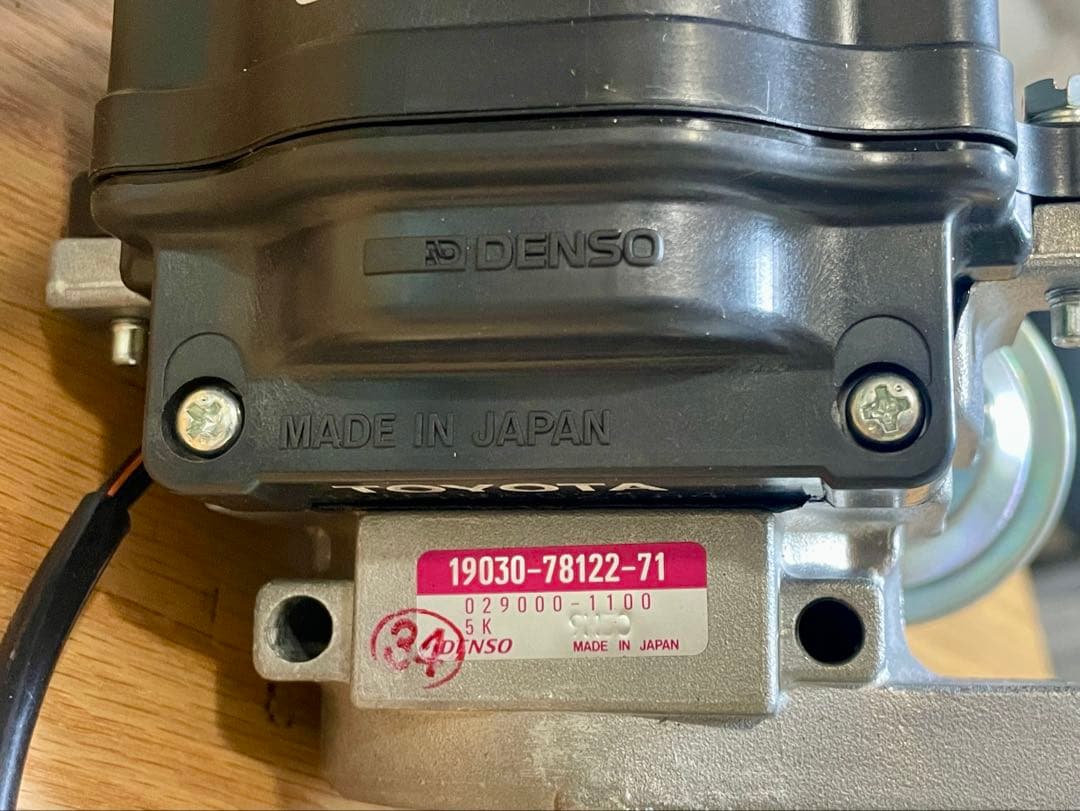 DENSO
MADE IN JAPAN
TOYOTA
19030-78122-71
029000-1100
5K
34
DENSO
MADE IN JAPAN